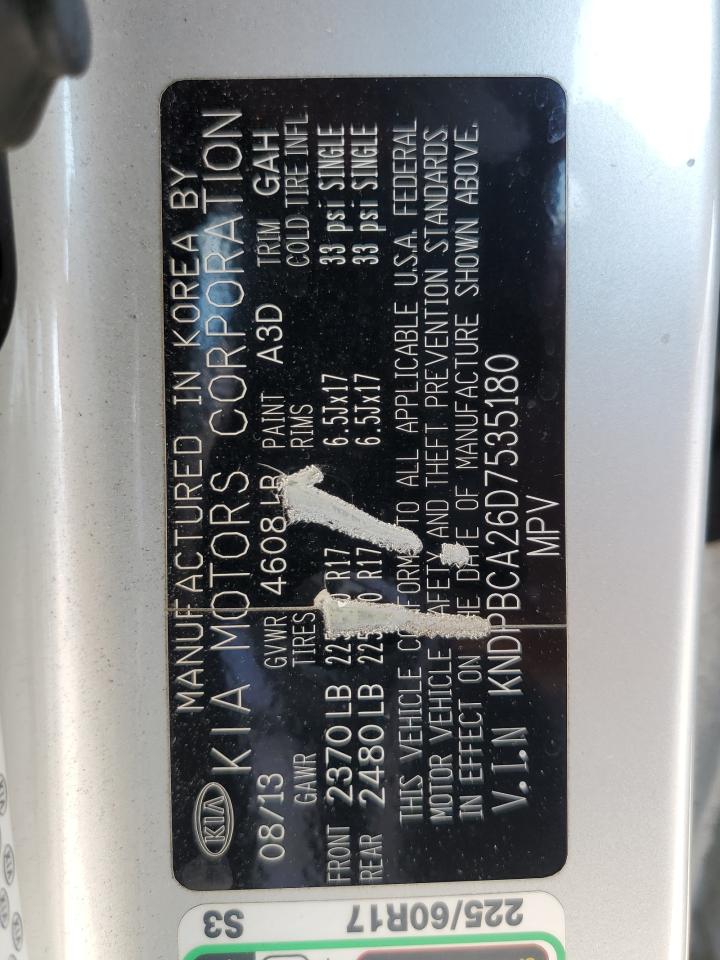 MANUFACTURED IN KOREA BY
KIA KIA MOTORS CORPORATION
08/13 GVWR 4608 LB PAINT A3D TRIM GAH
GAWR TIRES RIMS COLD TIRE INFL
FRONT 2370 LB R17 6.5Jx17 33 psi SINGLE
REAR 2480 LB R17 6.5Jx17 33 psi SINGLE
THIS VEHICLE TO ALL APPLICABLE U.S.A. FEDERAL
MOTOR VEHICLE AND THEFT PREVENTION STANDARDS
IN EFFECT ON DATE OF MANUFACTURE SHOWN ABOVE.
V.I.N KNDPBCA26D7535180
MPV
225/60R17
S3